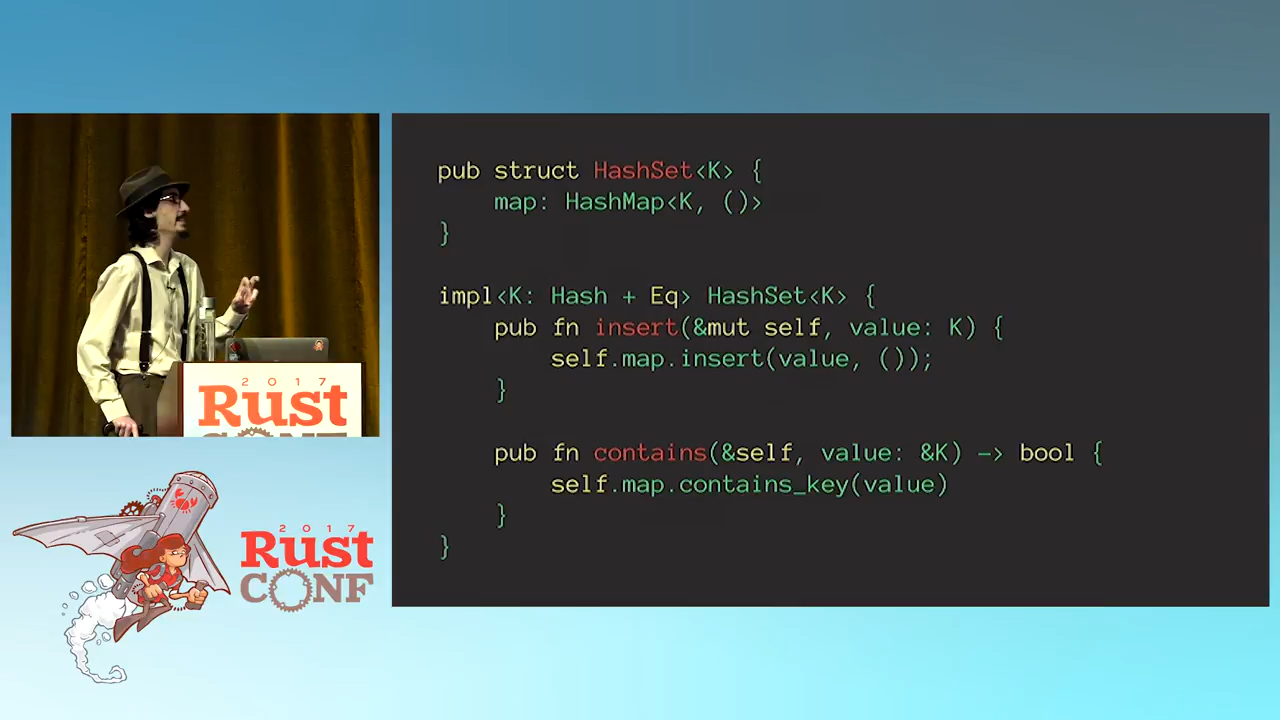 pub struct HashSet<K> {
map: HashMap<K, ()>
}
impl<K: Hash + Eq> HashSet<K> {
pub fn insert(&mut self, value: K) {
self.map.insert(value, ());
}
pub fn contains(&self, value: &K) -> bool {
self.map.contains_key(value)
}
}
2017
Rust
CONF
2017
Rust
CONF